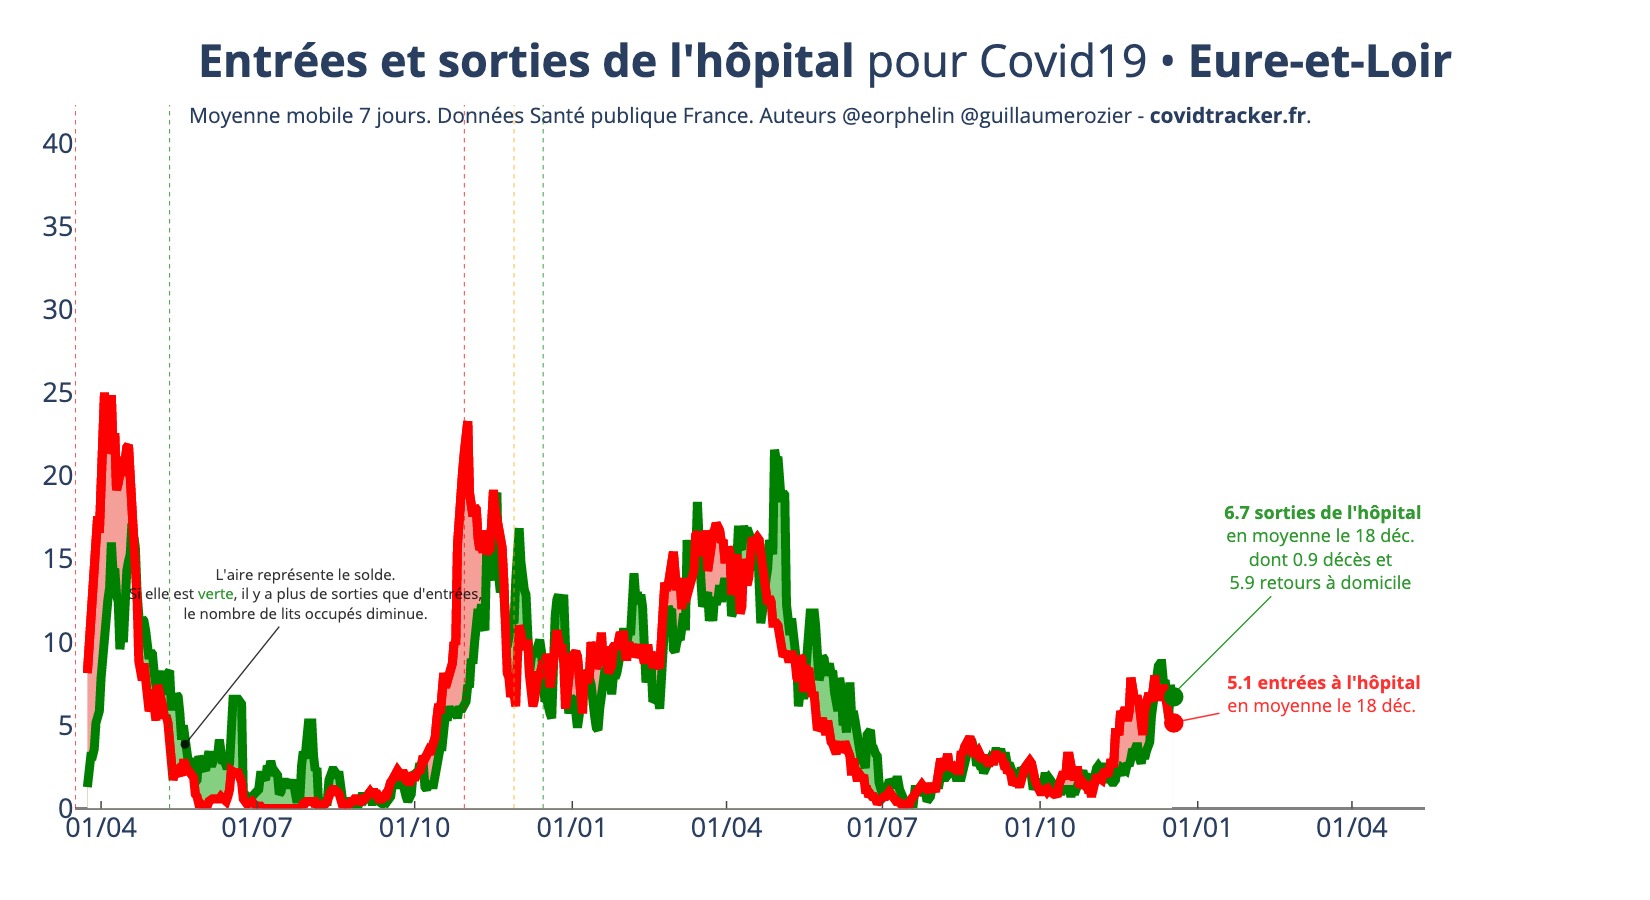 Entrées et sorties de l'hôpital pour Covid19 • Eure-et-Loir
Moyenne mobile 7 jours. Données Santé publique France. Auteurs @eorphelin @guillaumerozier - covidtracker.fr.
40
35
30
25
20
15
10
5
0
L'aire représente le solde.
Si elle est verte, il y a plus de sorties que d'entrées,
le nombre de lits occupés diminue.
6.7 sorties de l'hôpital
en moyenne le 18 déc.
dont 0.9 décès et
5.9 retours à domicile
5.1 entrées à l'hôpital
en moyenne le 18 déc.
01/04 01/07 01/10 01/01 01/04 01/07 01/10 01/01 01/04